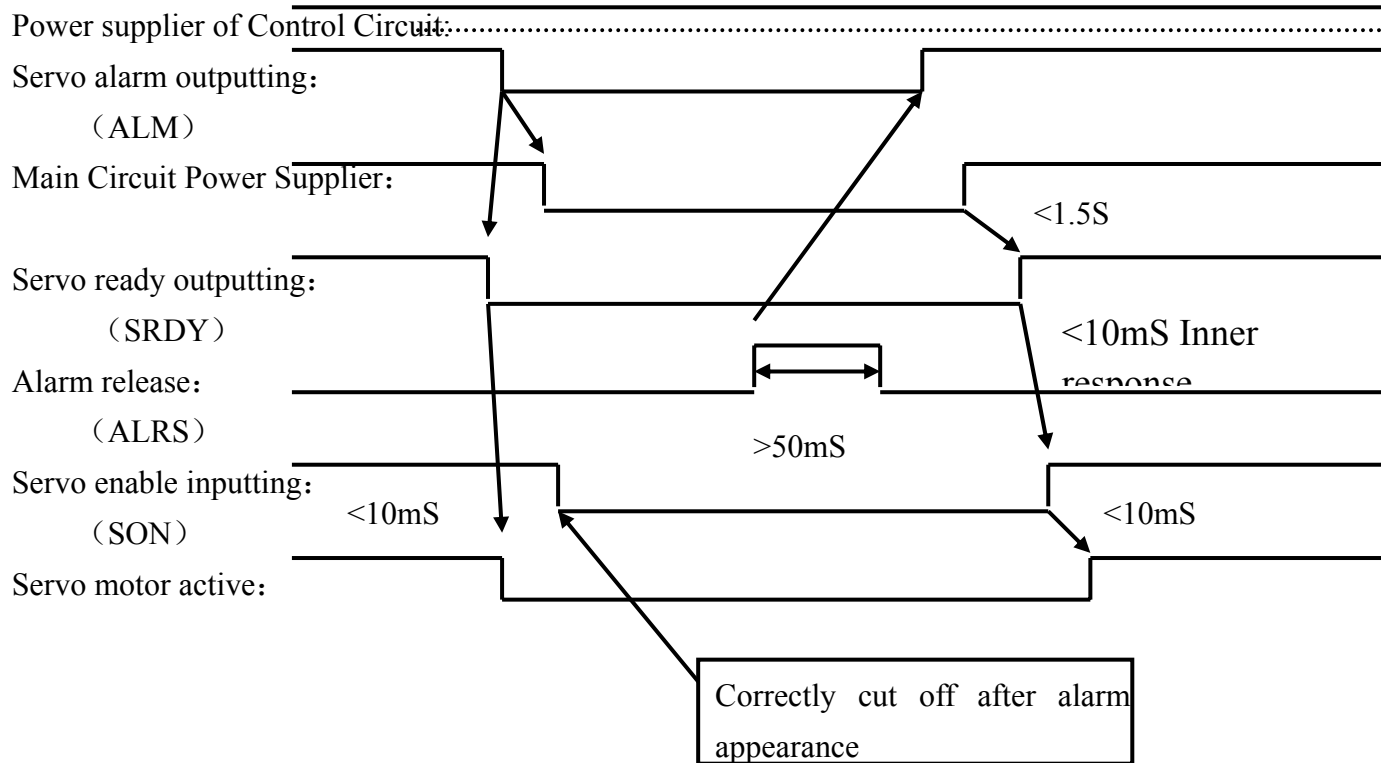 Power supplier of Control Circuit:
Servo alarm outputting：
（ALM）
Main Circuit Power Supplier：
<1.5S
Servo ready outputting：
（SRDY）
<10mS Inner
response
Alarm release：
（ALRS）
>50mS
Servo enable inputting：
（SON）
<10mS
<10mS
Servo motor active：
Correctly cut off after alarm
appearance